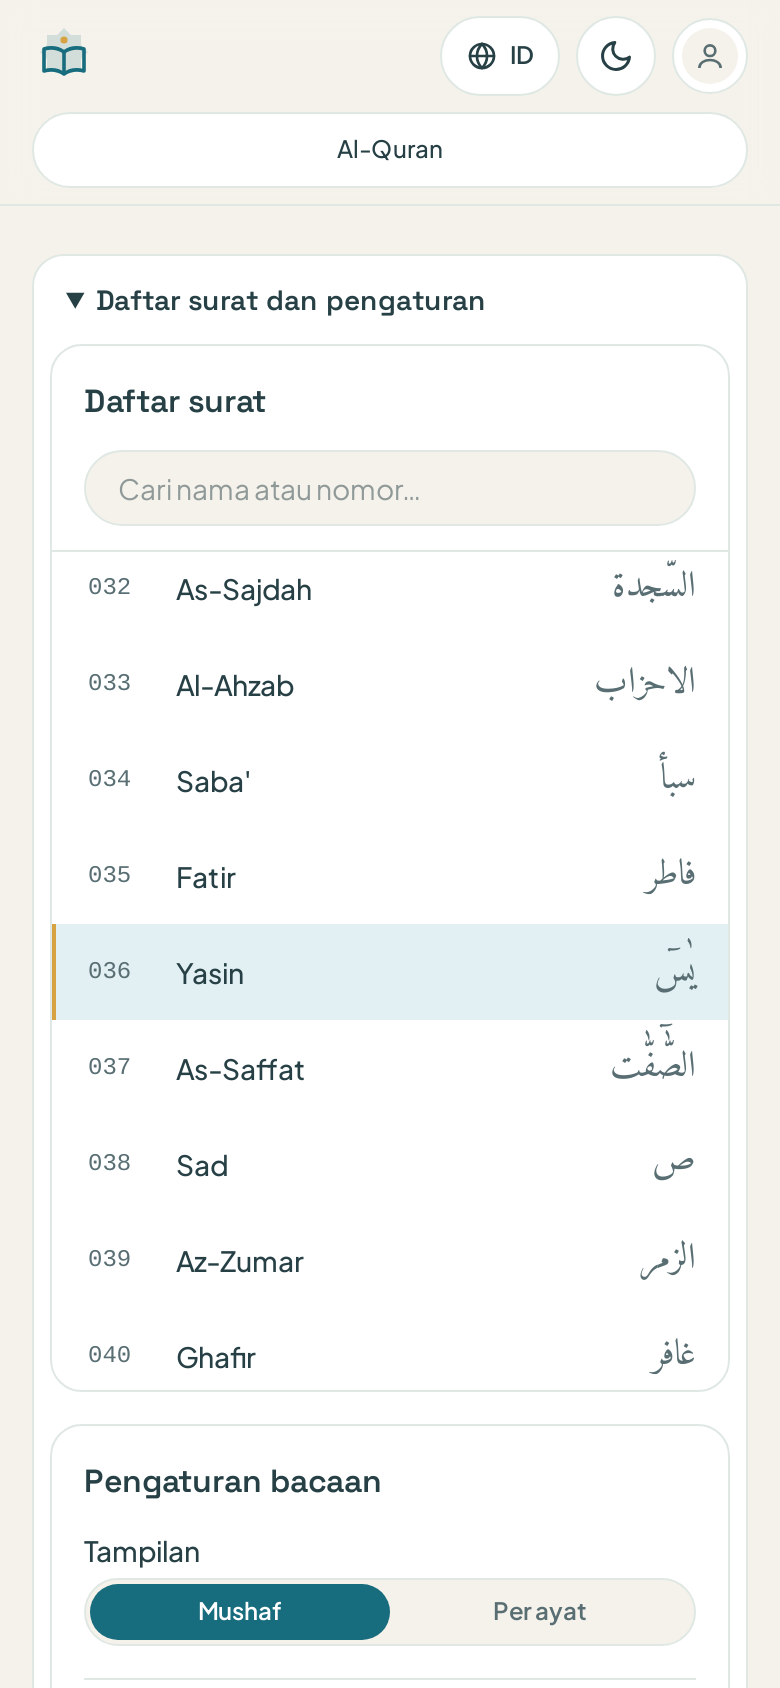 ID
Al-Quran
▼ Daftar surat dan pengaturan
Daftar surat
Cari nama atau nomor...
032 As-Sajdah السّجدة
033 Al-Ahzab الاحزاب
034 Saba' سبأ
035 Fatir فاطر
036 Yasin يٰسۤ
037 As-Saffat الصّٰۤفّٰت
038 Sad ص
039 Az-Zumar الزمر
040 Ghafir غافر
Pengaturan bacaan
Tampilan
Mushaf Per ayat